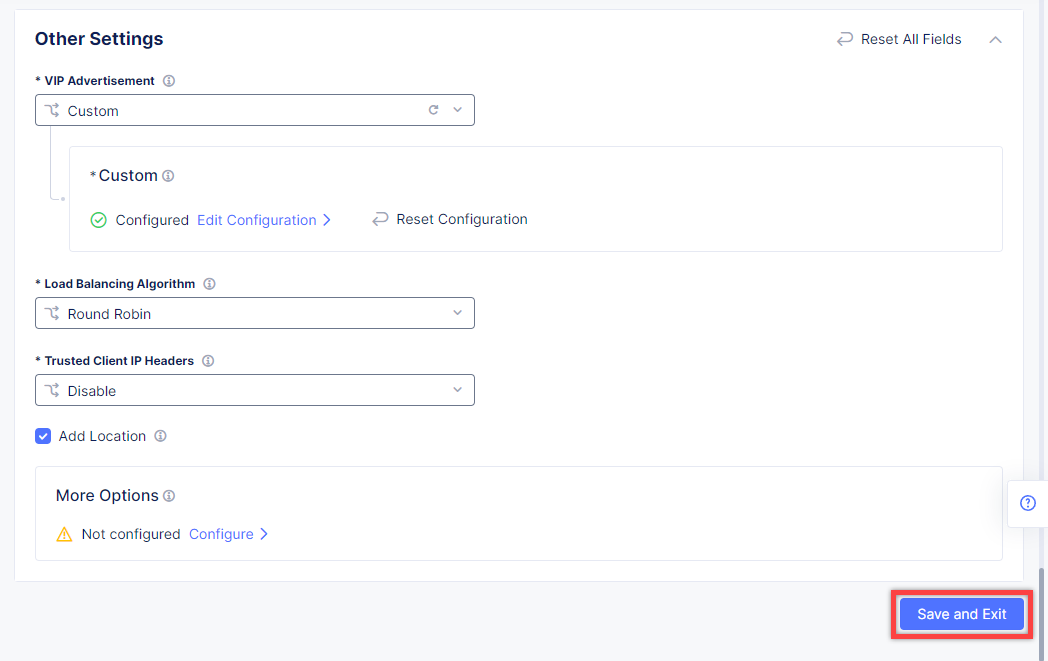 Other Settings
Reset All Fields
* VIP Advertisement
Custom
* Custom
Configured Edit Configuration
Reset Configuration
* Load Balancing Algorithm
Round Robin
* Trusted Client IP Headers
Disable
Add Location
More Options
Not configured Configure
Save and Exit